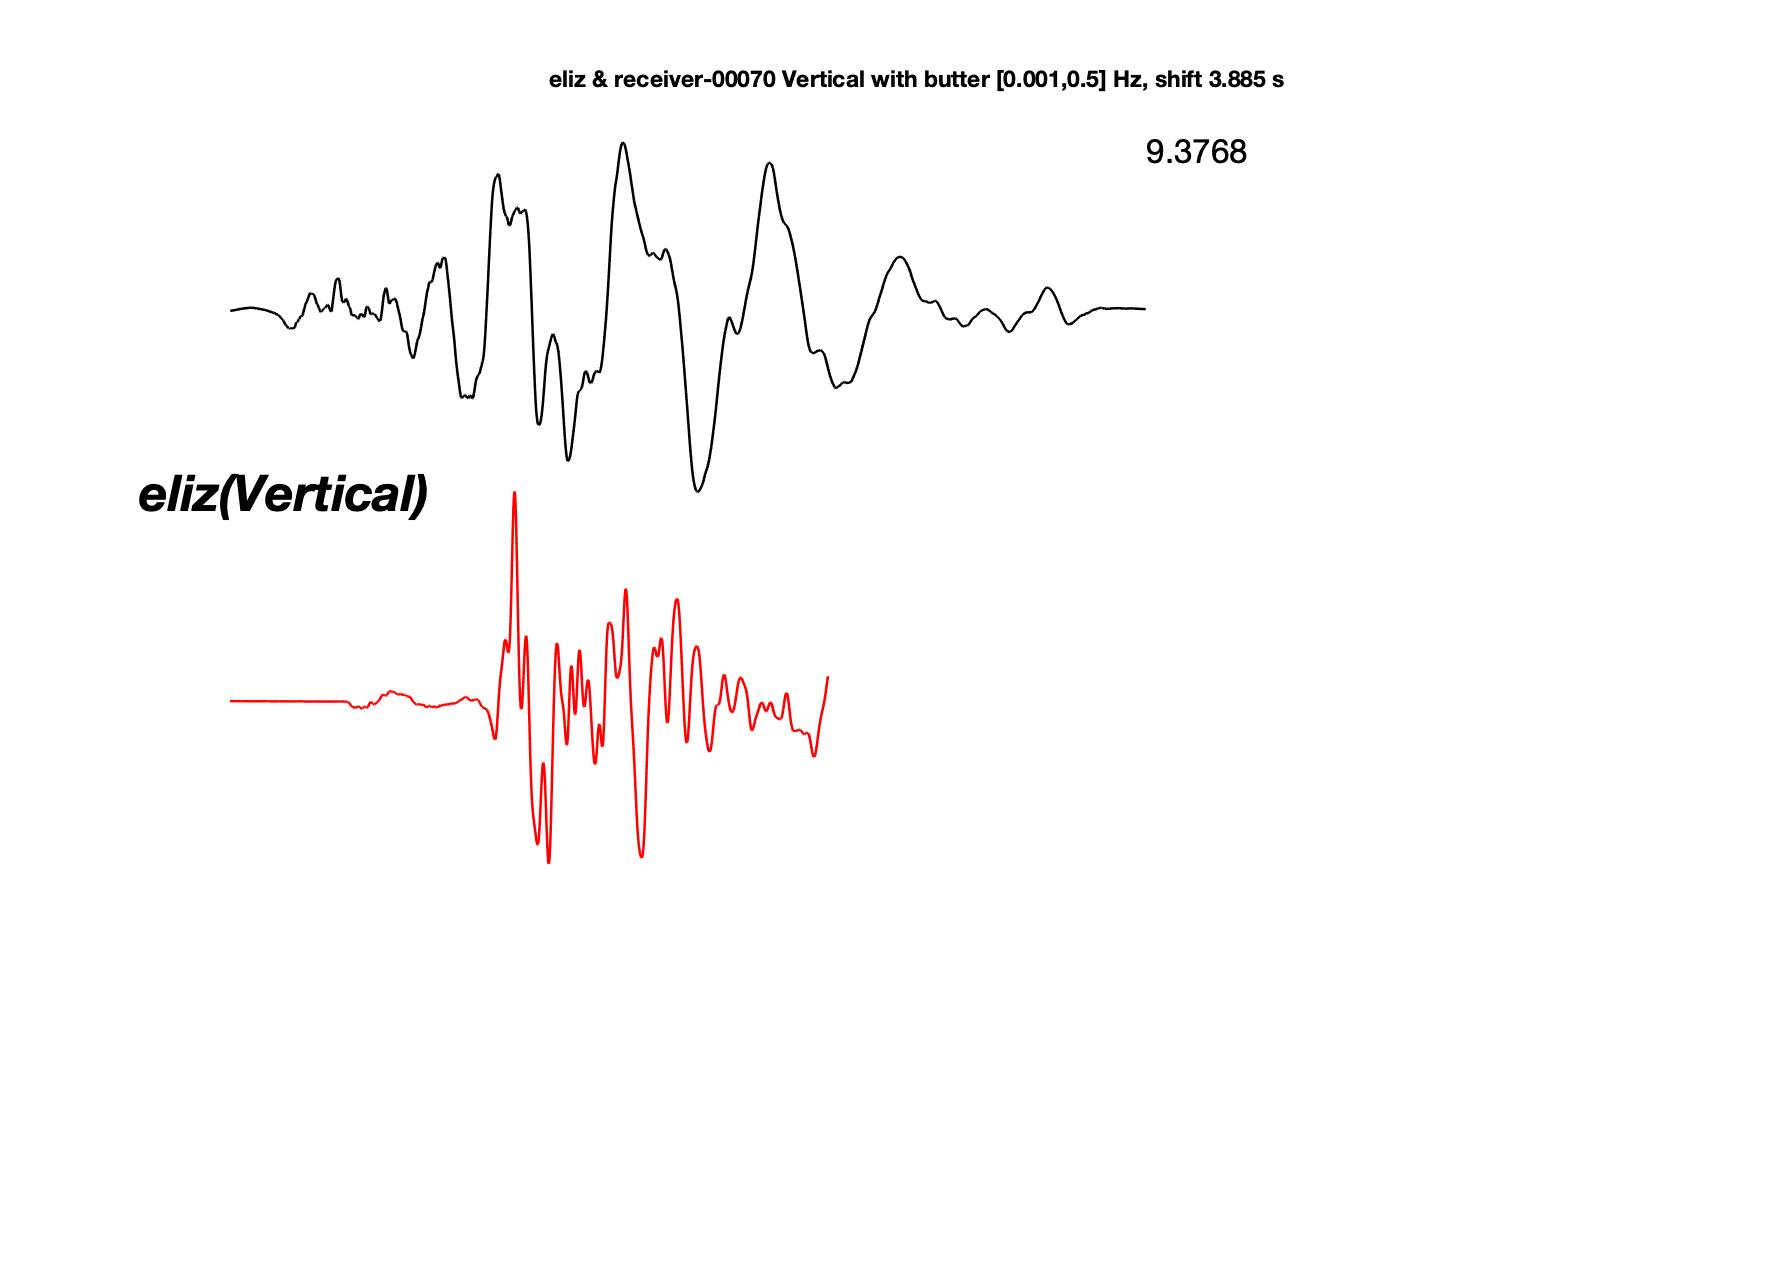 eliz & receiver-00070 Vertical with butter [0.001,0.5] Hz, shift 3.885 s
9.3768
eliz(Vertical)